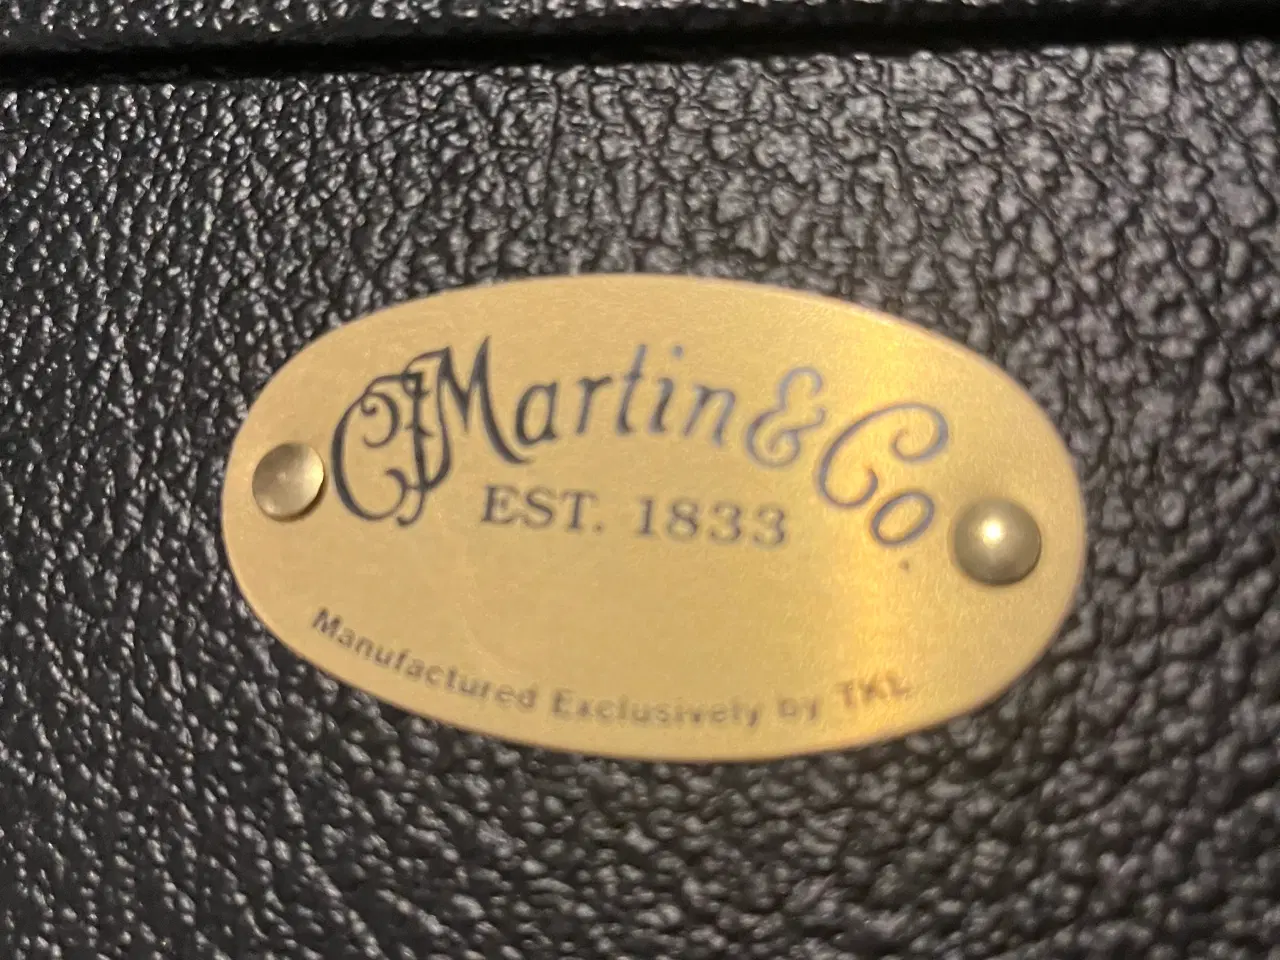 CFMartin & Co.
EST. 1833
Manufactured Exclusively by TKL